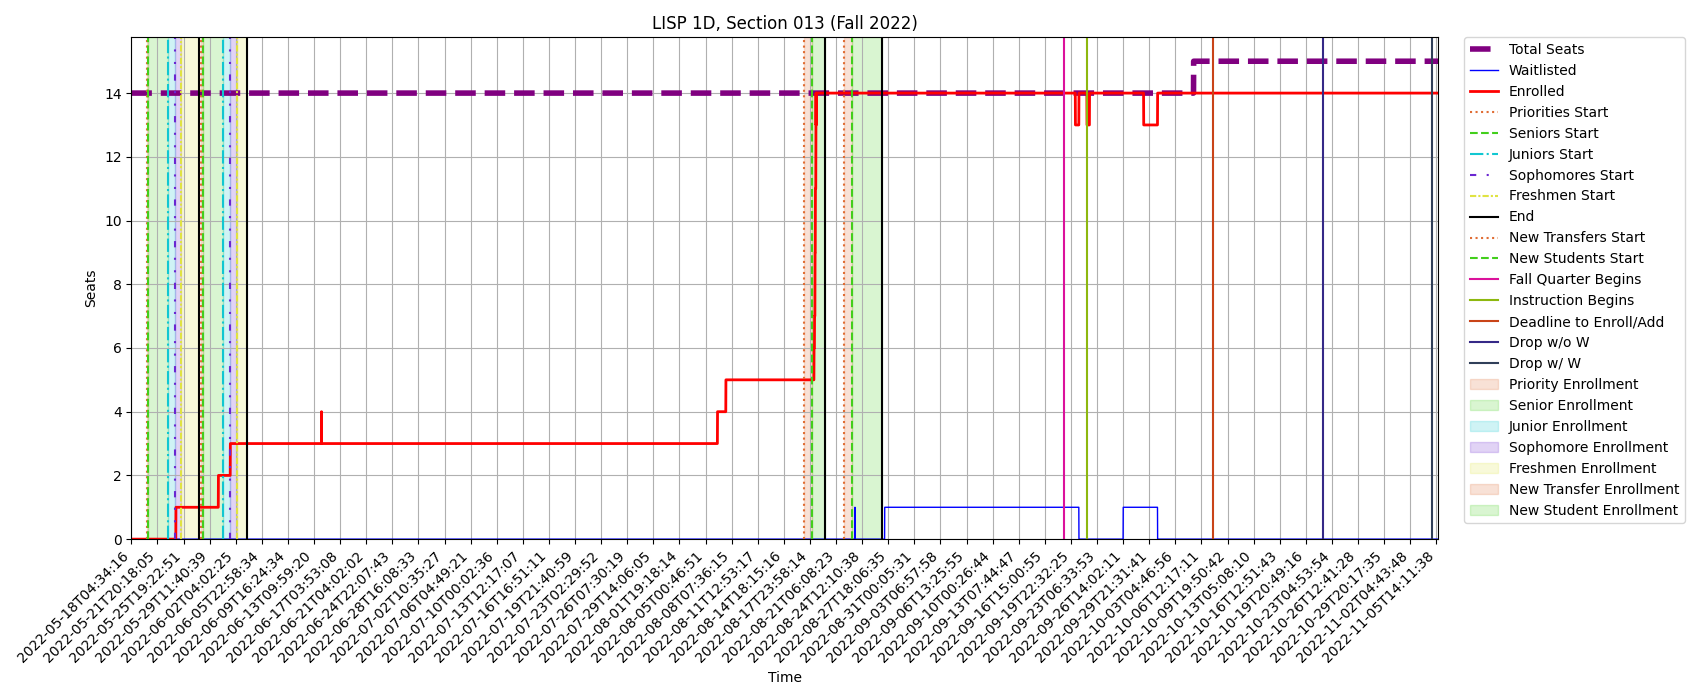 LISP 1D, Section 013 (Fall 2022)
Seats
14
12
10
8
6
4
2
0
2022-05-18T04:34:16
2022-05-21T20:18:05
2022-05-25T19:22:51
2022-05-29T11:40:39
2022-06-02T04:02:25
2022-06-05T22:58:34
2022-06-09T16:24:34
2022-06-13T09:59:20
2022-06-17T03:53:08
2022-06-21T04:02:02
2022-06-24T22:07:43
2022-06-28T16:08:33
2022-07-02T10:35:27
2022-07-06T04:49:21
2022-07-10T00:02:36
2022-07-13T12:17:07
2022-07-16T16:51:11
2022-07-19T21:40:59
2022-07-23T02:29:52
2022-07-26T07:30:19
2022-07-29T14:06:05
2022-08-01T19:18:14
2022-08-05T00:46:51
2022-08-08T07:36:15
2022-08-11T12:53:17
2022-08-14T18:15:16
2022-08-17T23:58:14
2022-08-21T06:08:23
2022-08-24T12:10:38
2022-08-27T18:06:35
2022-08-31T00:05:31
2022-09-03T06:57:58
2022-09-06T13:25:55
2022-09-10T00:26:44
2022-09-13T07:44:47
2022-09-16T15:00:55
2022-09-19T22:32:25
2022-09-23T06:33:53
2022-09-26T14:02:11
2022-09-29T21:31:41
2022-10-03T04:46:56
2022-10-06T12:17:11
2022-10-09T19:50:42
2022-10-13T05:08:10
2022-10-16T12:51:43
2022-10-19T20:49:16
2022-10-23T04:53:54
2022-10-26T12:41:28
2022-10-29T20:17:35
2022-11-02T04:43:48
2022-11-05T14:11:38
Time
Total Seats
Waitlisted
Enrolled
Priorities Start
Seniors Start
Juniors Start
Sophomores Start
Freshmen Start
End
New Transfers Start
New Students Start
Fall Quarter Begins
Instruction Begins
Deadline to Enroll/Add
Drop w/o W
Drop w/ W
Priority Enrollment
Senior Enrollment
Junior Enrollment
Sophomore Enrollment
Freshmen Enrollment
New Transfer Enrollment
New Student Enrollment